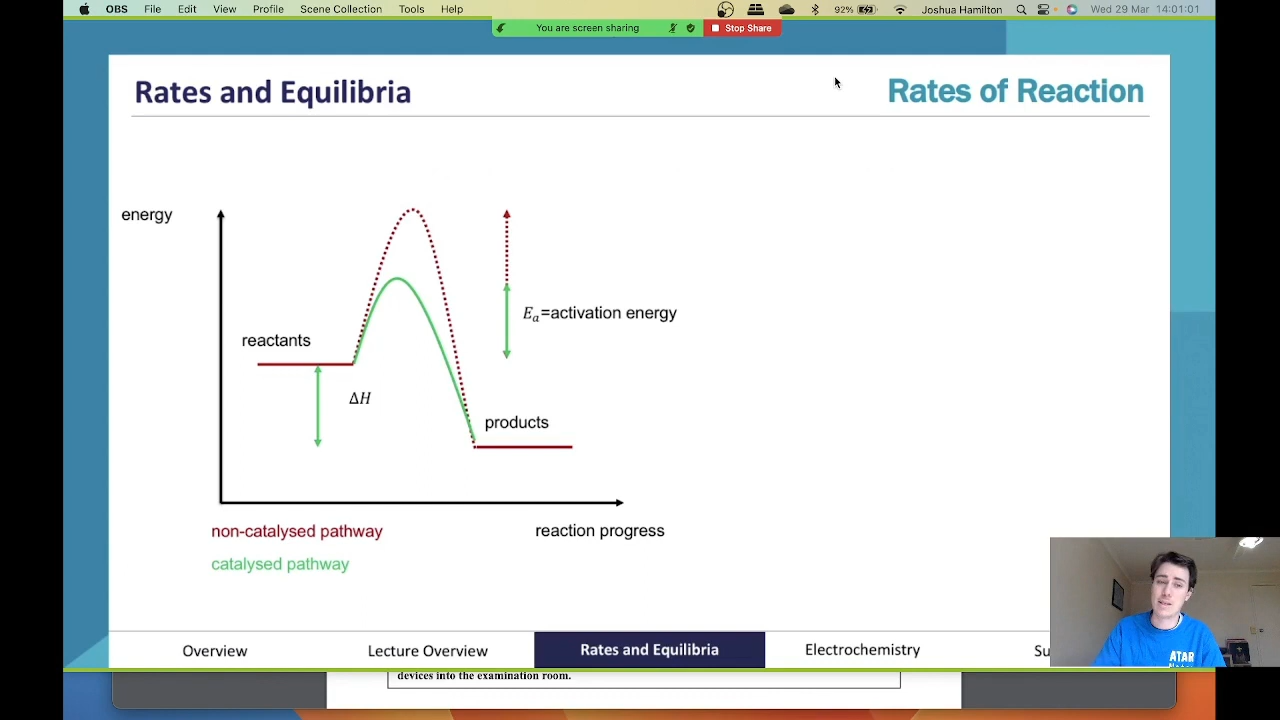 OBS File Edit View Profile Scene Collection Tools Help 92% Joshua Hamilton Wed 29 Mar 14:01:01
You are screen sharing Stop Share
Rates and Equilibria Rates of Reaction
energy
Eₐ=activation energy
reactants
ΔH
products
non-catalysed pathway reaction progress
catalysed pathway
Overview Lecture Overview Rates and Equilibria Electrochemistry Su
ATAR
devices into the examination room.